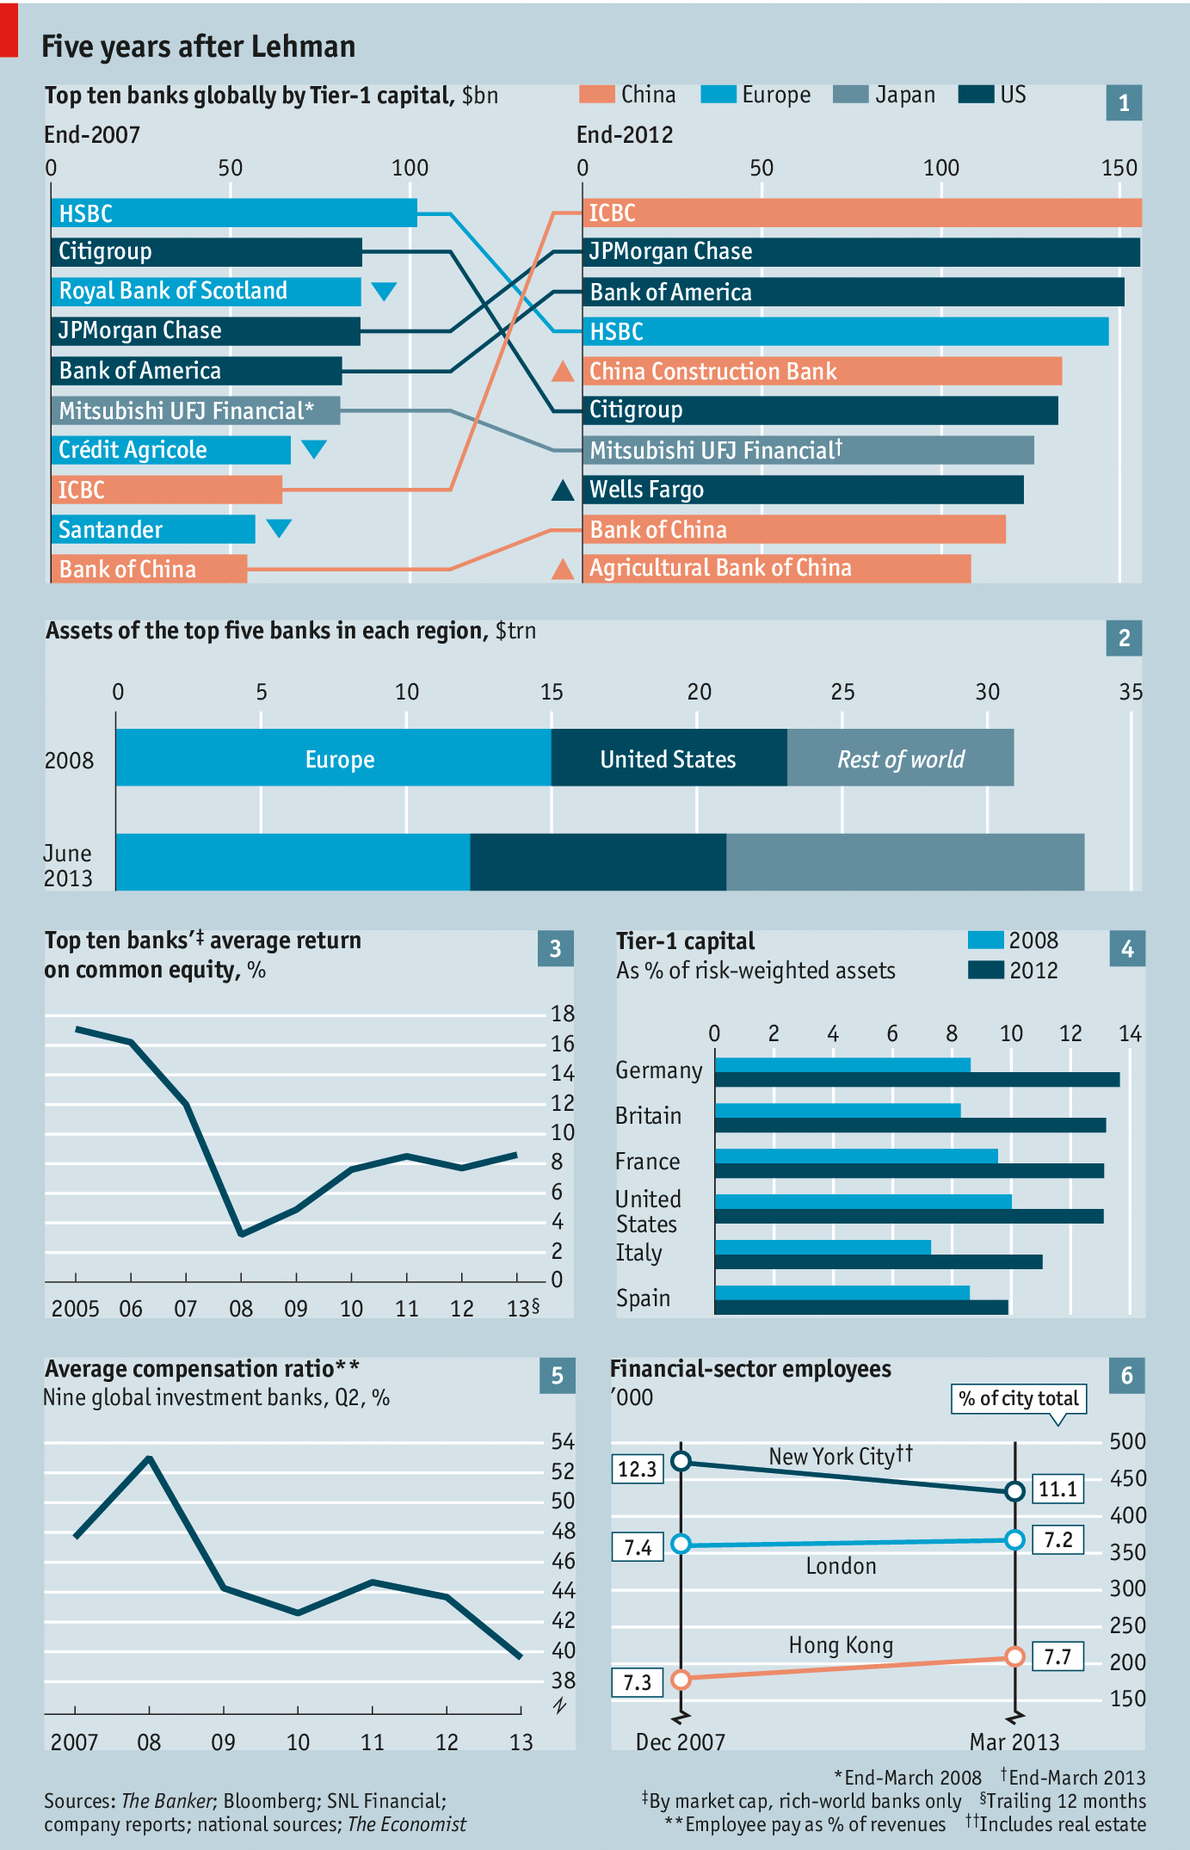 Five years after Lehman
Top ten banks globally by Tier-1 capital, $bn
China Europe Japan US
1
End-2007
End-2012
0 50 100
0 50 100 150
HSBC
Citigroup
Royal Bank of Scotland
JPMorgan Chase
Bank of America
Mitsubishi UFJ Financial*
Crédit Agricole
ICBC
Santander
Bank of China
ICBC
JPMorgan Chase
Bank of America
HSBC
China Construction Bank
Citigroup
Mitsubishi UFJ Financial†
Wells Fargo
Bank of China
Agricultural Bank of China
Assets of the top five banks in each region, $trn
2
0 5 10 15 20 25 30 35
2008
Europe United States Rest of world
June
2013
Top ten banks’‡ average return
on common equity, %
3
18
16
14
12
10
8
6
4
2
0
2005 06 07 08 09 10 11 12 13§
Tier-1 capital
As % of risk-weighted assets
2008
2012
4
0 2 4 6 8 10 12 14
Germany
Britain
France
United
States
Italy
Spain
Average compensation ratio**
Nine global investment banks, Q2, %
5
54
52
50
48
46
44
42
40
38
2007 08 09 10 11 12 13
Financial-sector employees
’000
6
% of city total
500
450
400
350
300
250
200
150
New York City††
12.3
11.1
7.4
7.2
London
Hong Kong
7.3
7.7
Dec 2007 Mar 2013
Sources: The Banker; Bloomberg; SNL Financial;
company reports; national sources; The Economist
*End-March 2008 †End-March 2013
‡By market cap, rich-world banks only §Trailing 12 months
**Employee pay as % of revenues ††Includes real estate